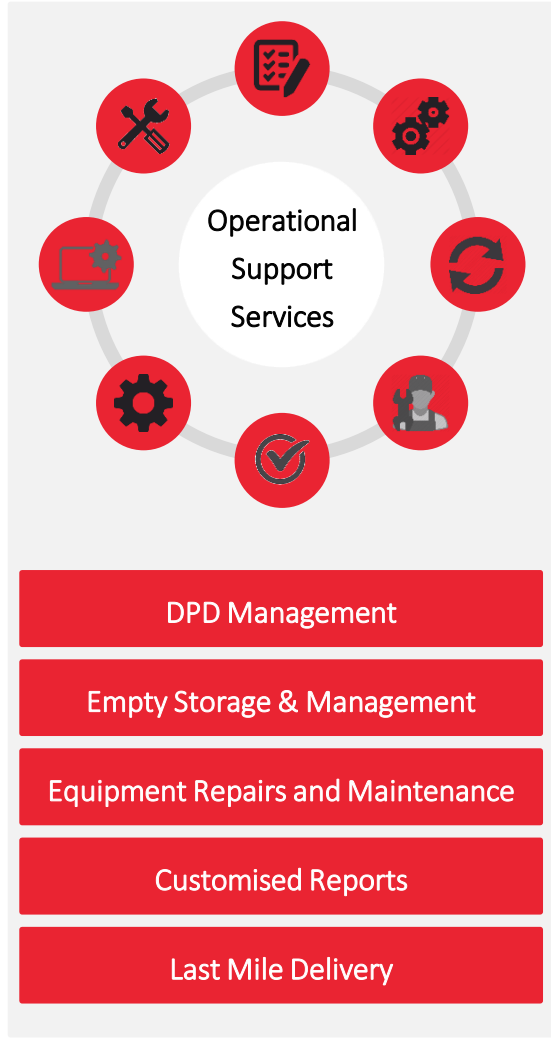 Operational
Support
Services
DPD Management
Empty Storage & Management
Equipment Repairs and Maintenance
Customised Reports
Last Mile Delivery